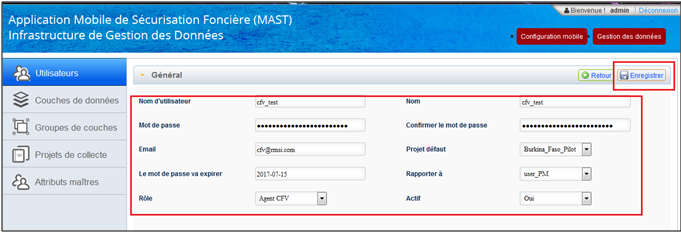 Application Mobile de Sécurisation Foncière (MAST)
Infrastructure de Gestion des Données
Bienvenue ! admin | Déconnexion
Configuration mobile
Gestion des données
Utilisateurs
Couches de données
Groupes de couches
Projets de collecte
Attributs maîtres
Général
Retour
Enregistrer
Nom d'utilisateur cfv_test Nom cfv_test
Mot de passe Confirmer le mot de passe
Email cfv@rmsi.com Projet défaut Burkina_Faso_Pilot
Le mot de passe va expirer 2017-07-15 Rapporter à user_PM
Rôle Agent CFV Actif Oui